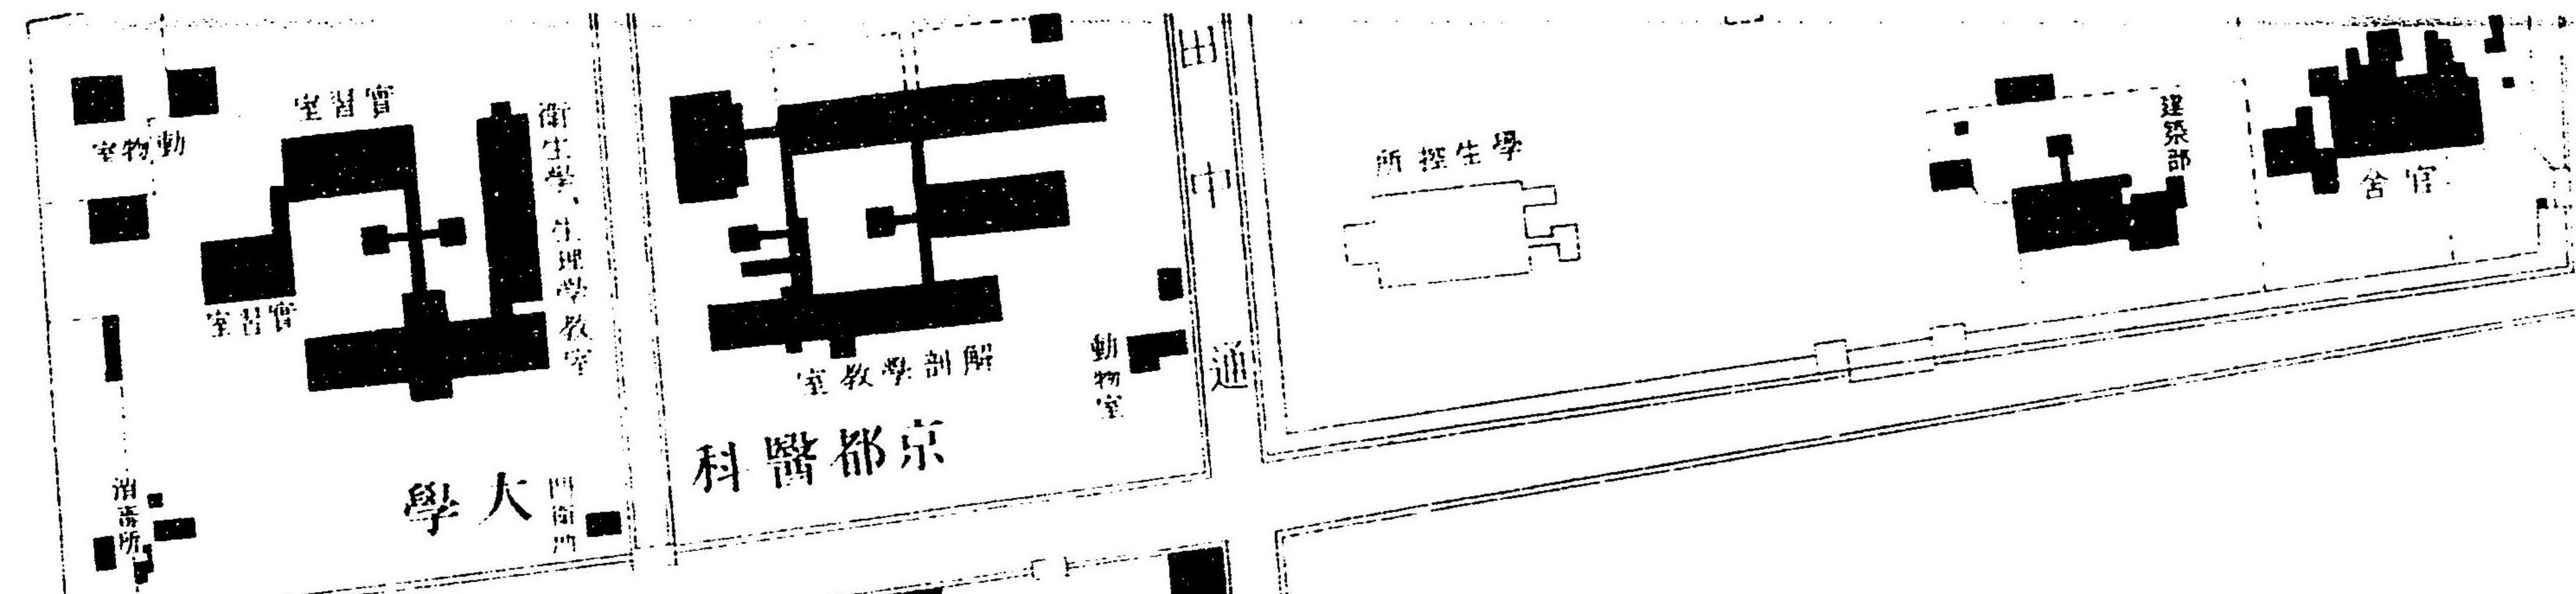 官舍
建築部
學生控所
田中通
京都醫科
大學
解剖學教室
動物室
衛生學、生理學教室
實習室
實習室
動物室
消毒所